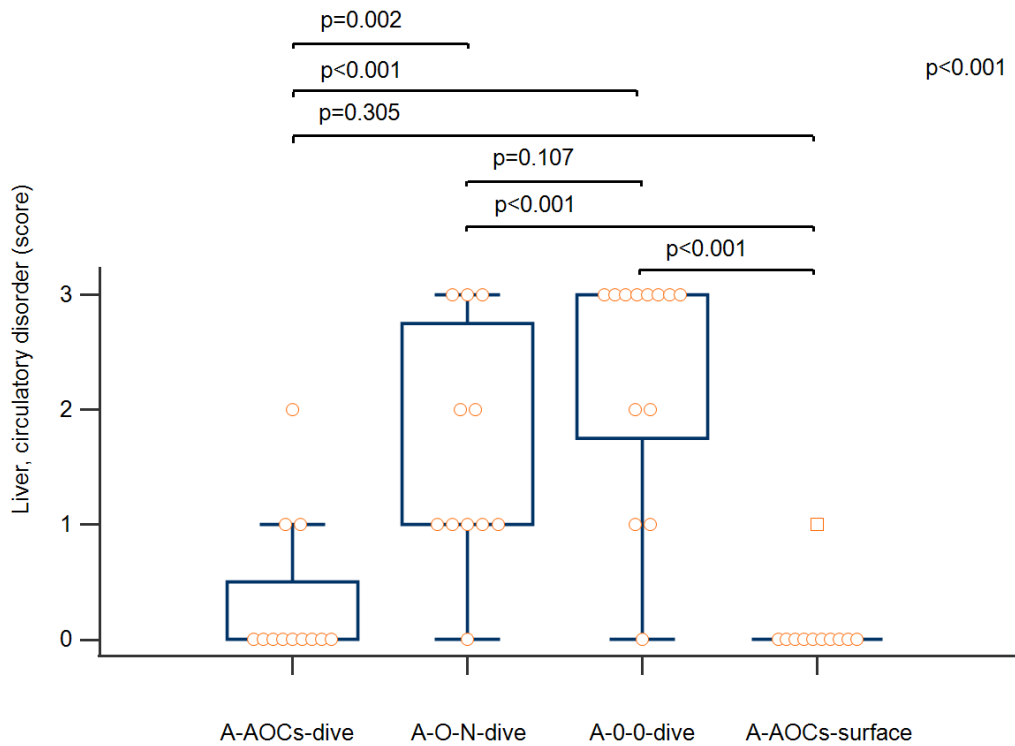 p=0.002
p<0.001
p<0.001
p=0.305
p=0.107
p<0.001
p<0.001
Liver, circulatory disorder (score)
3
2
1
0
A-AOCs-dive
A-O-N-dive
A-0-0-dive
A-AOCs-surface